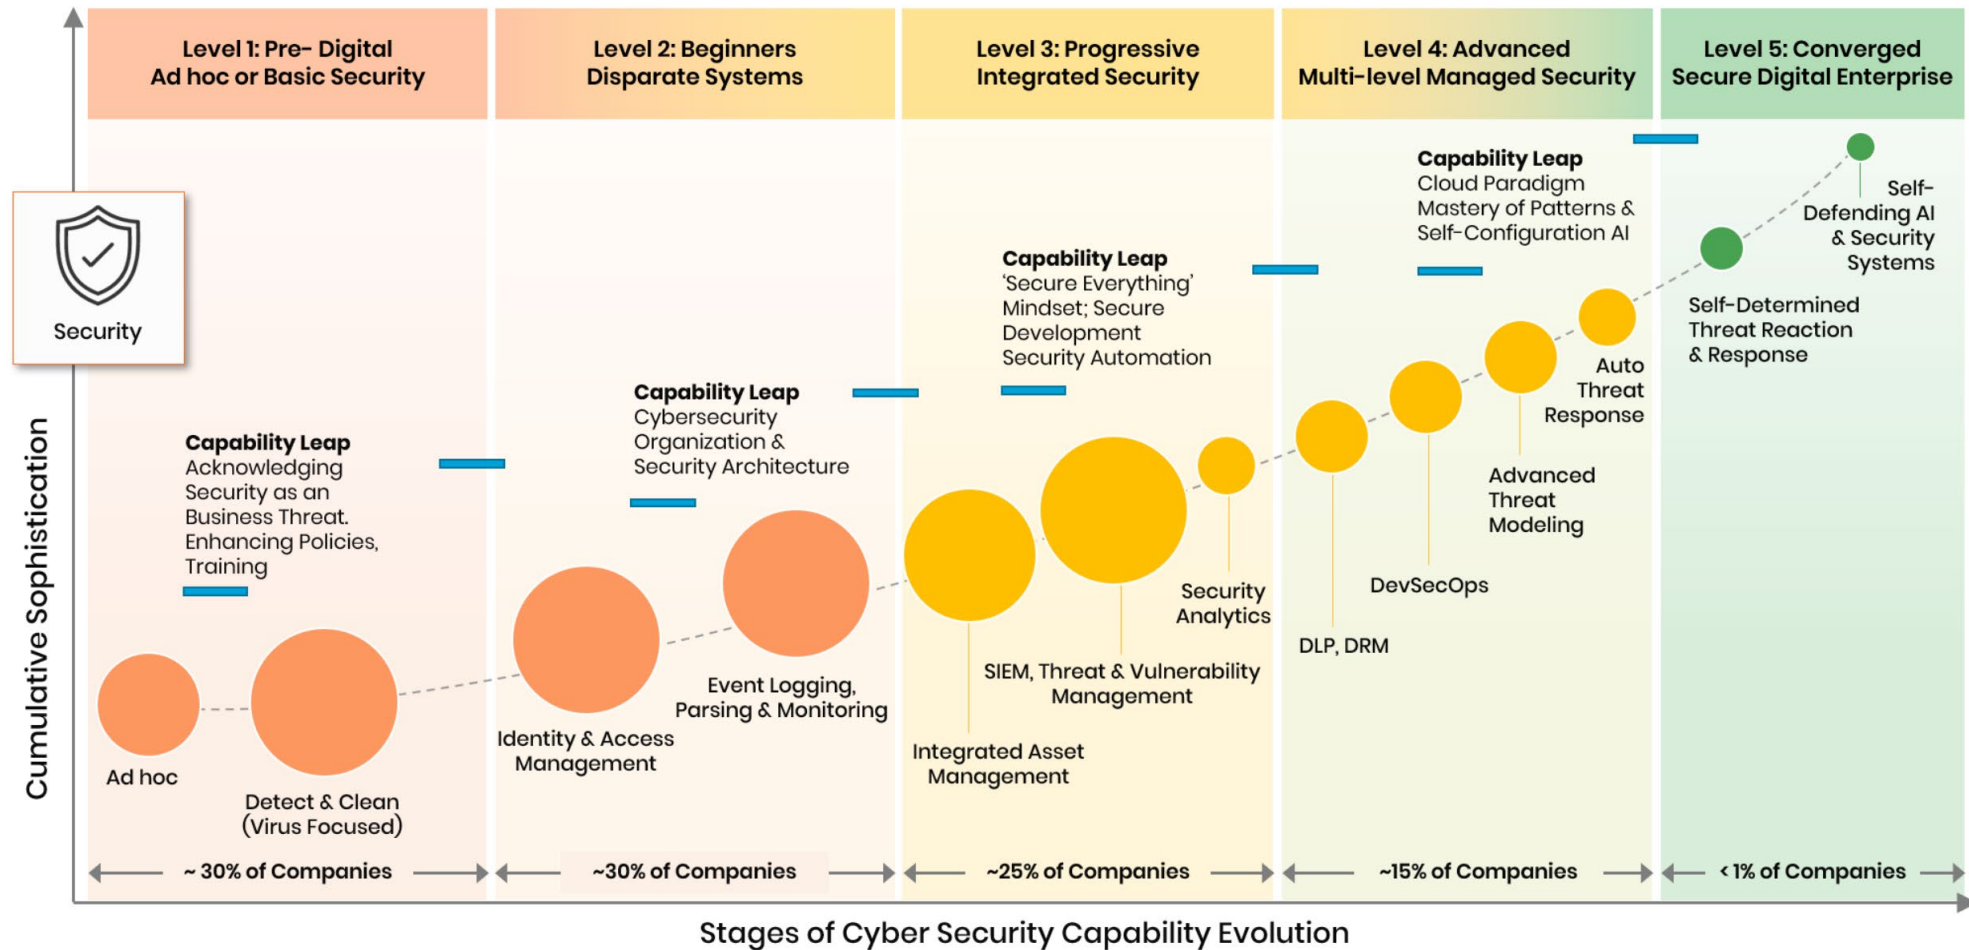 Level 1: Pre- Digital
Ad hoc or Basic Security
Level 2: Beginners
Disparate Systems
Level 3: Progressive
Integrated Security
Level 4: Advanced
Multi-level Managed Security
Level 5: Converged
Secure Digital Enterprise
Security
Cumulative Sophistication
Capability Leap
Acknowledging
Security as an
Business Threat.
Enhancing Policies,
Training
Ad hoc
Detect & Clean
(Virus Focused)
Capability Leap
Cybersecurity
Organization &
Security Architecture
Identity & Access
Management
Event Logging,
Parsing & Monitoring
Capability Leap
‘Secure Everything’
Mindset; Secure
Development
Security Automation
Integrated Asset
Management
SIEM, Threat & Vulnerability
Management
Security
Analytics
Capability Leap
Cloud Paradigm
Mastery of Patterns &
Self-Configuration AI
DLP, DRM
DevSecOps
Advanced
Threat
Modeling
Auto
Threat
Response
Self-Determined
Threat Reaction
& Response
Self-
Defending AI
& Security
Systems
~ 30% of Companies
~30% of Companies
~25% of Companies
~15% of Companies
< 1% of Companies
Stages of Cyber Security Capability Evolution